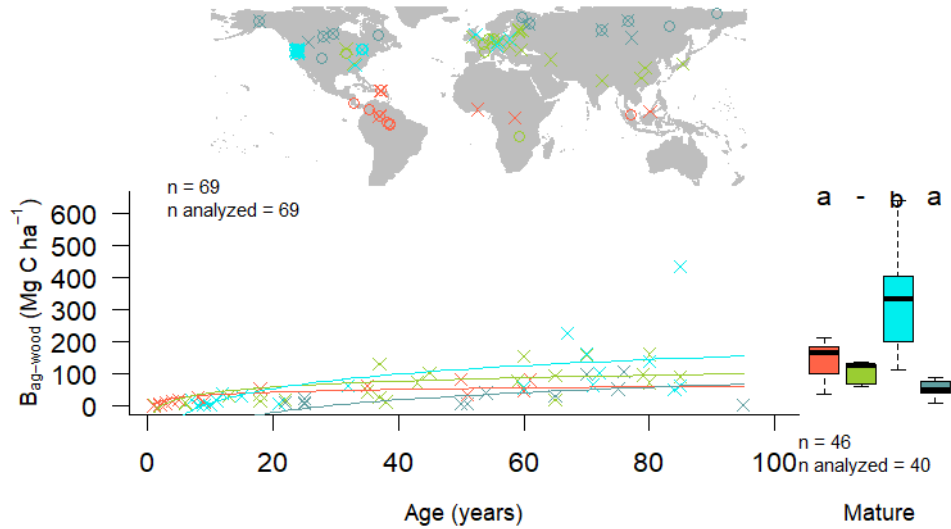 n = 69
n analyzed = 69
a - b a
B_ag−wood (Mg C ha⁻¹)
600
500
400
300
200
100
0
0 20 40 60 80 100
n = 46
n analyzed = 40
Age (years)
Mature